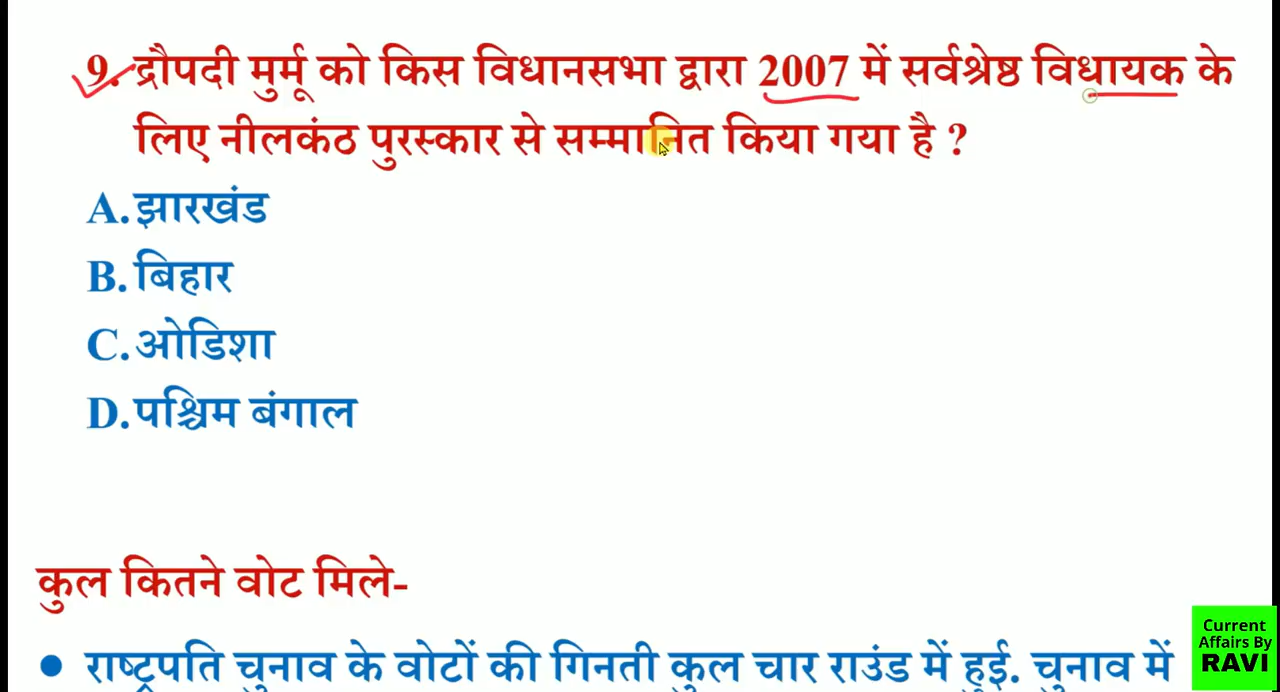 9. द्रौपदी मुर्मू को किस विधानसभा द्वारा 2007 में सर्वश्रेष्ठ विधायक के
लिए नीलकंठ पुरस्कार से सम्मानित किया गया है ?
A.झारखंड
B.बिहार
C.ओडिशा
D.पश्चिम बंगाल
कुल कितने वोट मिले-
● राष्ट्रपति चुनाव के वोटों की गिनती कुल चार राउंड में हुई. चुनाव में
Current
Affairs By
RAVI